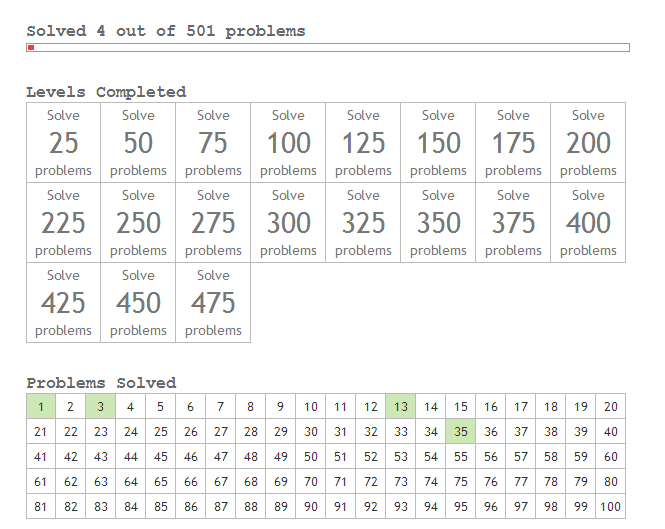 Solved 4 out of 501 problems
Levels Completed
Solve Solve Solve Solve Solve Solve Solve Solve
25 50 75 100 125 150 175 200
problems problems problems problems problems problems problems problems
Solve Solve Solve Solve Solve Solve Solve Solve
225 250 275 300 325 350 375 400
problems problems problems problems problems problems problems problems
Solve Solve Solve
425 450 475
problems problems problems
Problems Solved
1 2 3 4 5 6 7 8 9 10 11 12 13 14 15 16 17 18 19 20
21 22 23 24 25 26 27 28 29 30 31 32 33 34 35 36 37 38 39 40
41 42 43 44 45 46 47 48 49 50 51 52 53 54 55 56 57 58 59 60
61 62 63 64 65 66 67 68 69 70 71 72 73 74 75 76 77 78 79 80
81 82 83 84 85 86 87 88 89 90 91 92 93 94 95 96 97 98 99 100